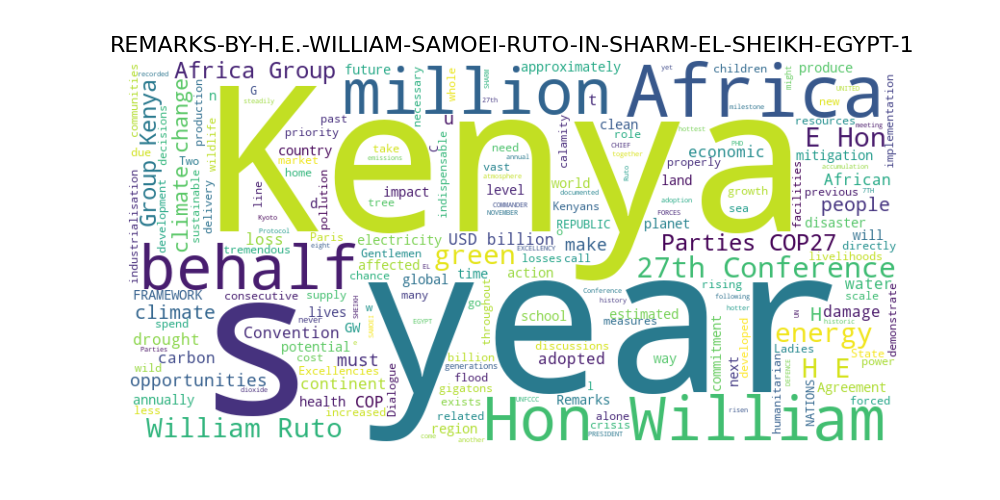 REMARKS-BY-H.E.-WILLIAM-SAMOEI-RUTO-IN-SHARM-EL-SHEIKH-EGYPT-1
Kenya
s
year
million
Africa
behalf
Hon William
Africa Group
Group Kenya
climate change
William Ruto
27th Conference
Parties COP27
E Hon
H E
green
energy
people
African
economic
mitigation
water
damage
H
climate
drought
carbon
opportunities
annually
loss
country
electricity
USD billion
make
Convention
GW
must
potential
continent
health COP
adopted
school
estimated
way
time
action
global
affected
impact
level
world
land
planet
disaster
will
directly
livelihoods
scale
rising
sea
growth
previous
properly
role
clean
need
vast
indispensable
necessary
approximately
future
children
produce
new
might
yet
resources
meeting
implementation
facilities
calamity
milestone
UNITED
hottest
together
CHIEF
PHD
accumulation
7TH
adoption
FORCES
Ruto
documented
annual
atmosphere
COMMANDER
NOVEMBER
Kenyans
REPUBLIC
EXCELLENCY
losses
call
Gentlemen
chance
many
lives
supply
consecutive
FRAMEWORK
spend
wild
Parties
less
cost
Excellencies
exists
increased
flood
billion
generations
gigatons
related
region
Dialogue
discussions
measures
Remarks
alone
crisis
PRESIDENT
UNFCCC
another
come
risen
commitment
next
developed
Ladies
State
power
Agreement
forced
NATIONS
humanitarian
DEFENCE
UN
historic
following
hotter
history
Conference
demonstrate
throughout
go
w
l
o
t
u
C
d
n
G
take
emissions
tree
whole
27th
SHARM
steadily
recorded
communities
due
decisions
production
wildlife
Two
delivery
sustainable
development
industrialisation
tremendous
home
market
priority
past
line
pollution
Paris
Kyoto
Protocol
eight
EL
SHEIKH
EGYPT
SAMOEI
never
dioxide